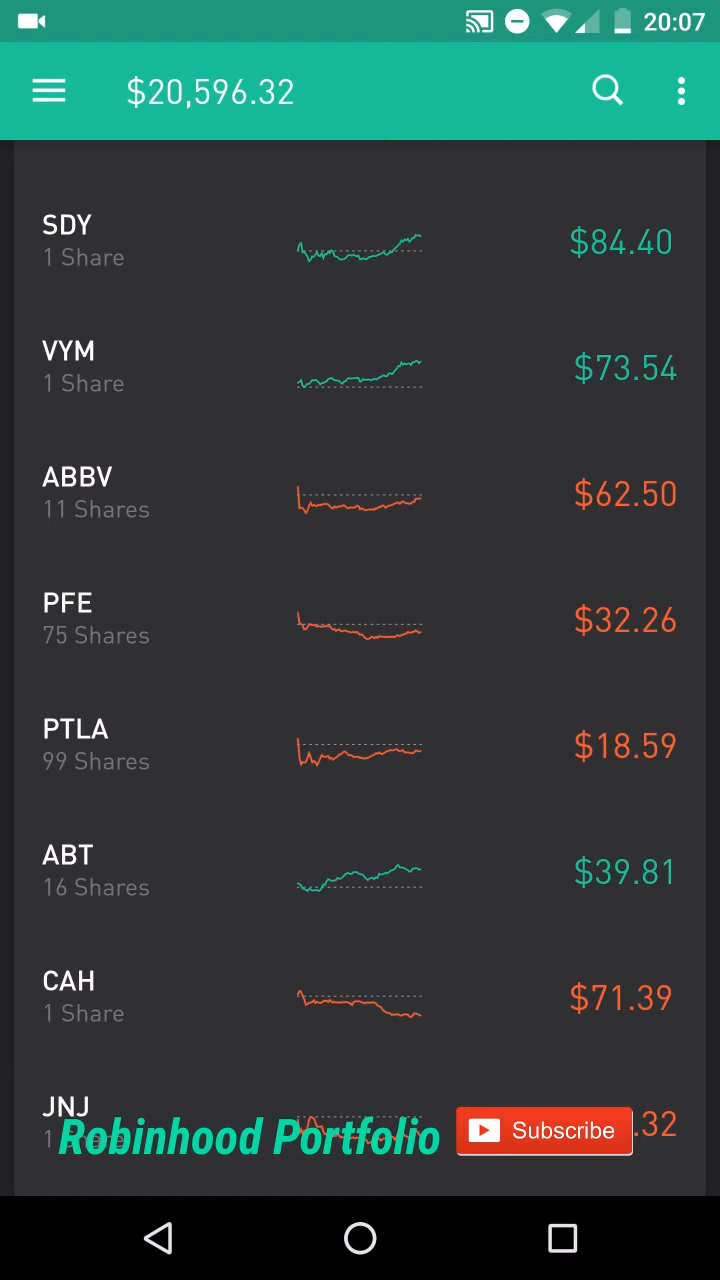 20:07
$20,596.32
SDY
1 Share
$84.40
VYM
1 Share
$73.54
ABBV
11 Shares
$62.50
PFE
75 Shares
$32.26
PTLA
99 Shares
$18.59
ABT
16 Shares
$39.81
CAH
1 Share
$71.39
JNJ
1 Share
.32
Robinhood Portfolio
Subscribe